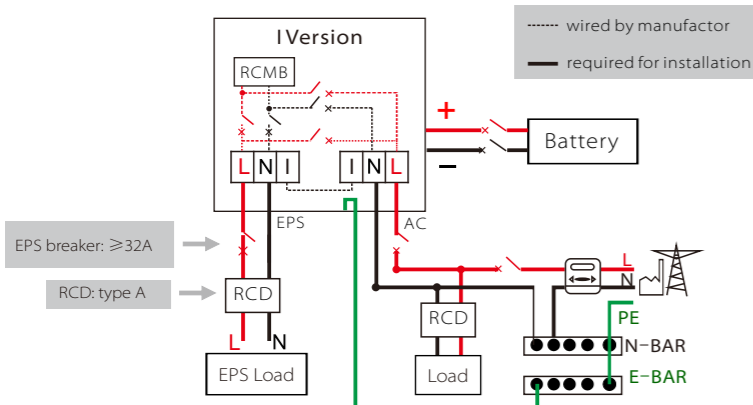 I Version
wired by manufactor
required for installation
RCMB
+
Battery
−
L N I
I N L
EPS
AC
EPS breaker: ≥32A
RCD: type A
RCD
L
N
EPS Load
RCD
Load
L
N
PE
N-BAR
E-BAR